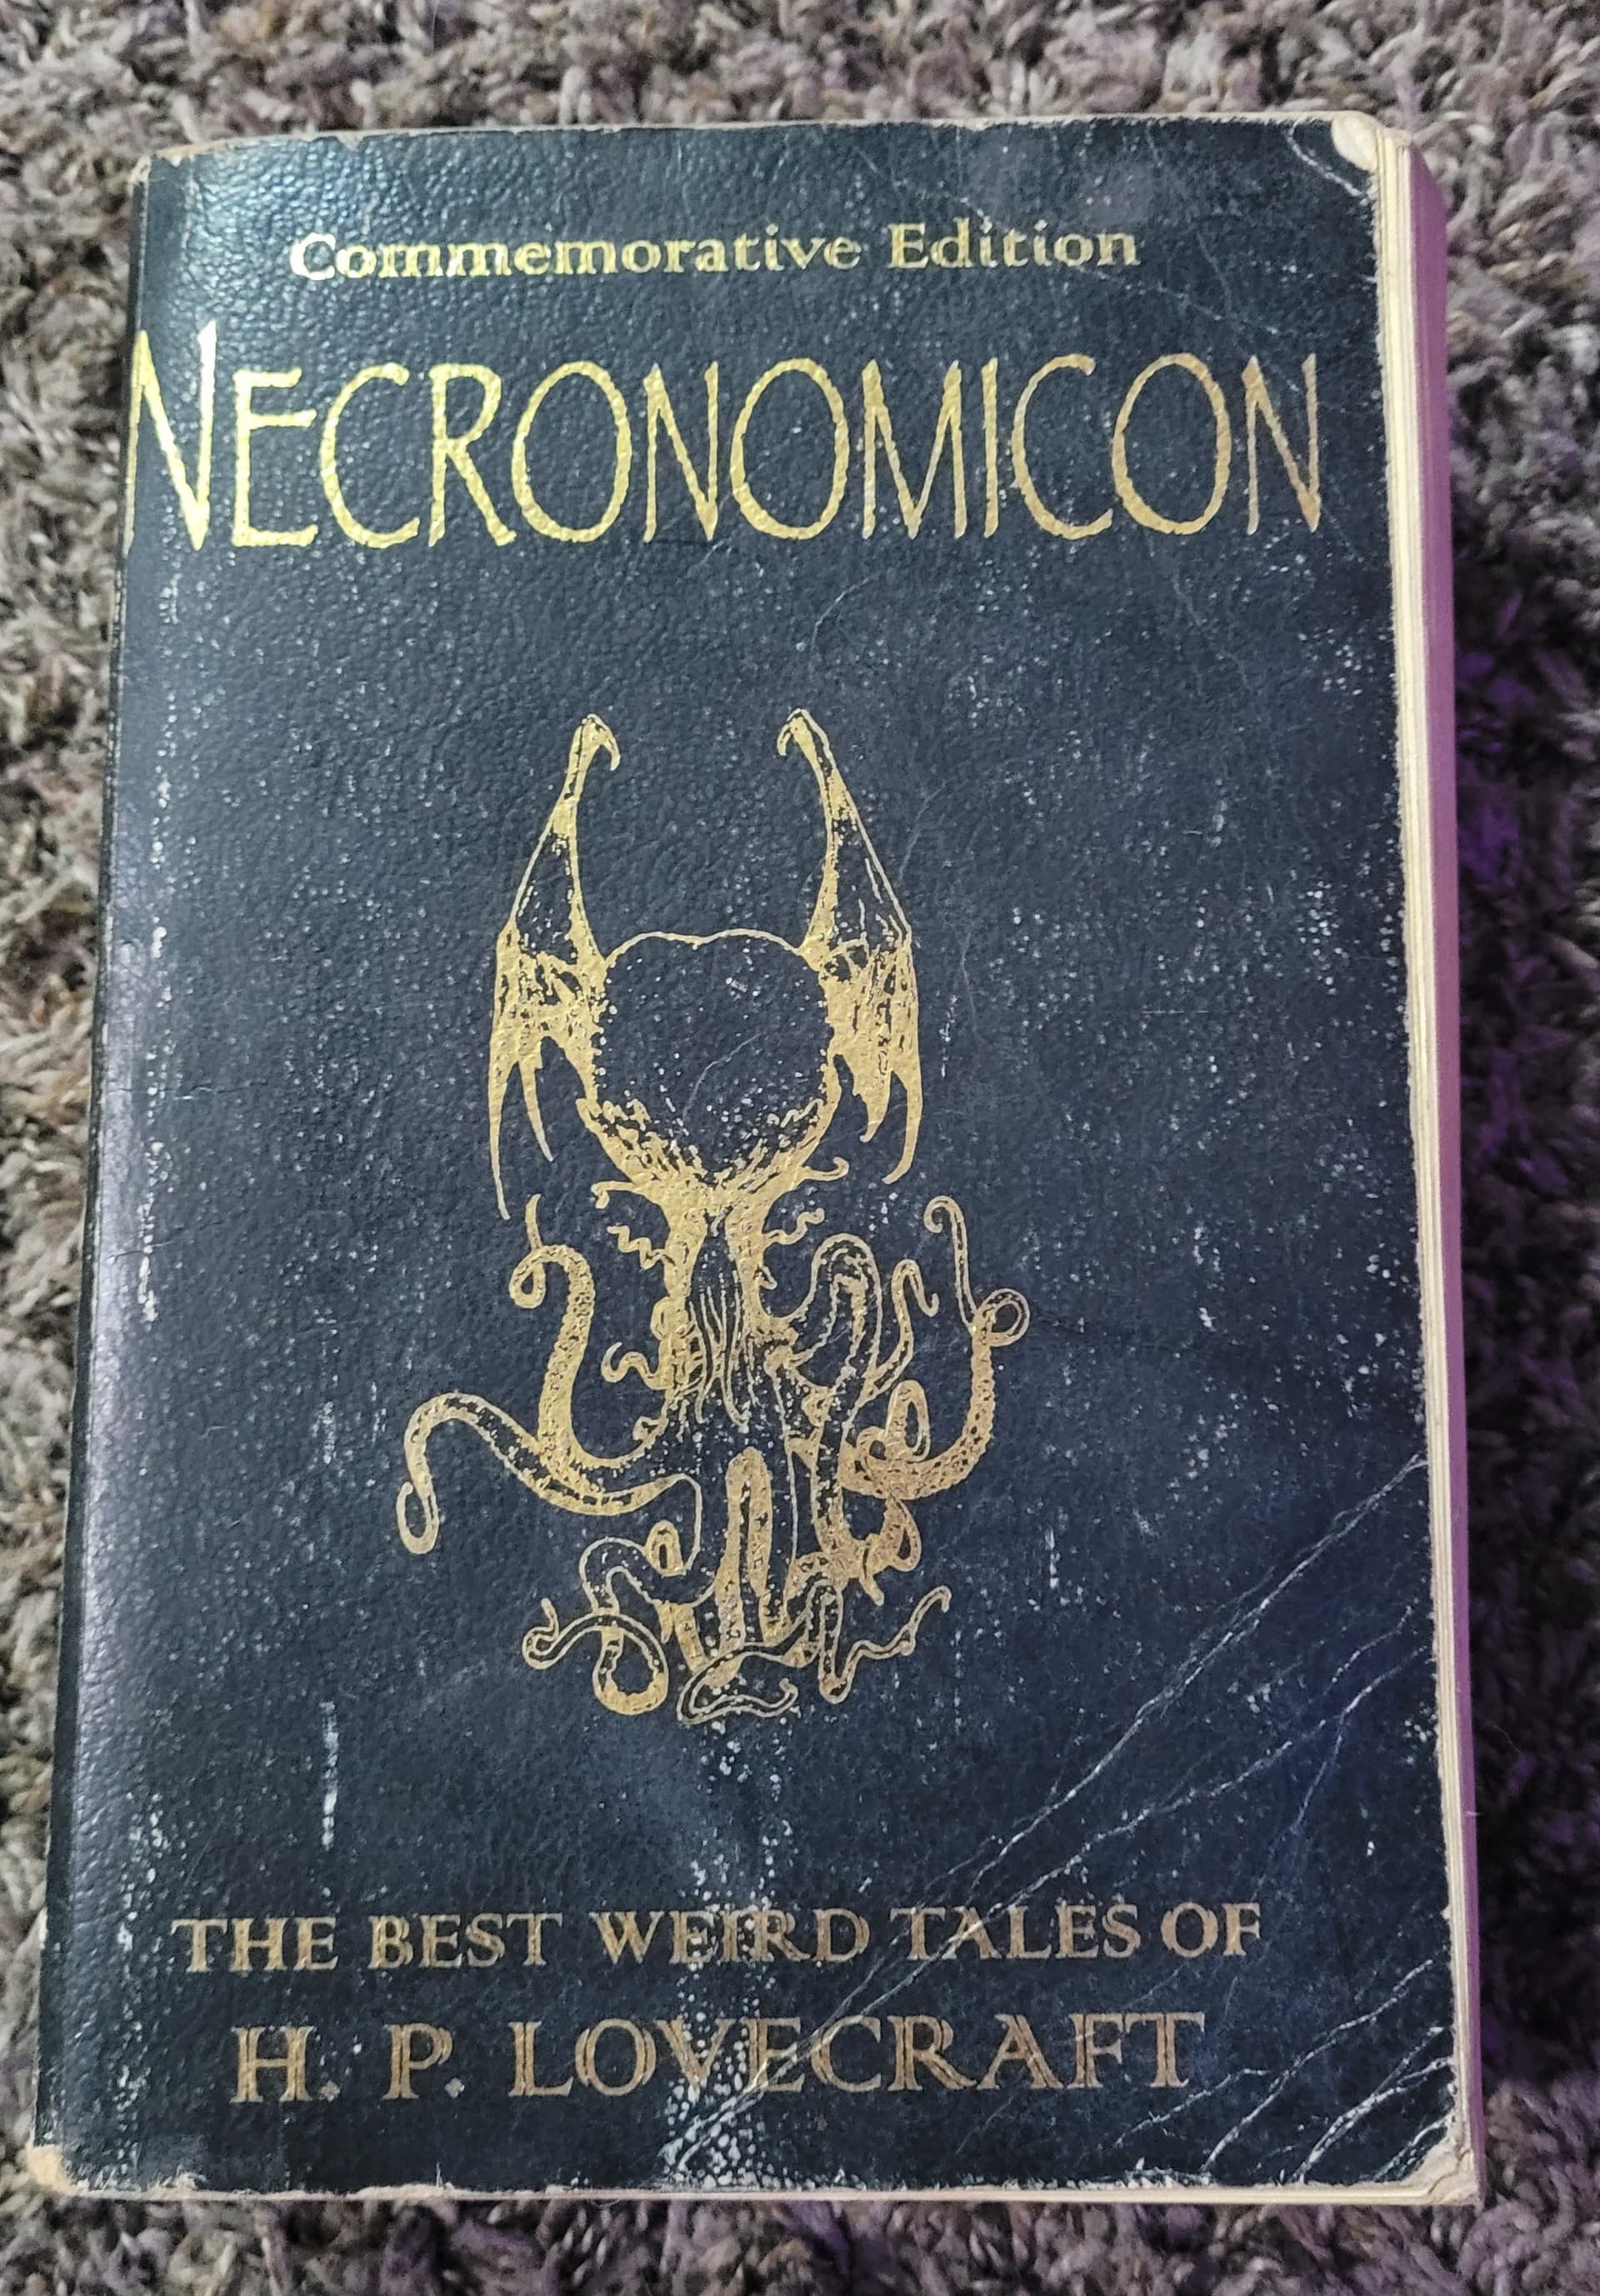 Commemorative Edition
NECRONOMICON
THE BEST WEIRD TALES OF
H. P. LOVECRAFT